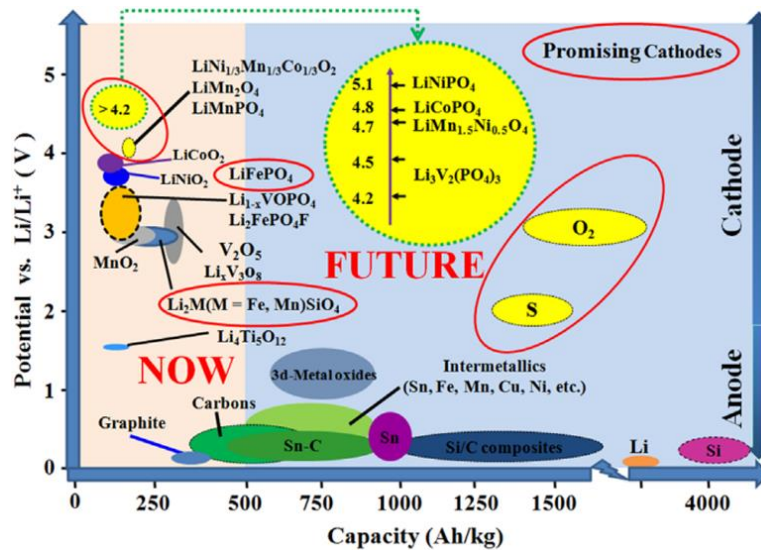 Potential vs. Li/Li⁺ ( V )
5
4
3
2
1
0
> 4.2
LiNi1/3Mn1/3Co1/3O2
LiMn2O4
LiMnPO4
LiCoO2
LiNiO2
LiFePO4
Li1-xVOPO4
Li2FePO4F
MnO2
V2O5
LixV3o8
Li2M(M = Fe, Mn)SiO4
Li4Ti5O12
NOW
Graphite
Carbons
Sn-C
3d-Metal oxides
Intermetallics
(Sn, Fe, Mn, Cu, Ni, etc.)
Sn
Si/C composites
Li
Si
FUTURE
5.1
LiNiPO4
4.8
LiCoPO4
4.7
LiMn1.5Ni0.5O4
4.5
Li3V2(PO4)3
4.2
Promising Cathodes
O2
S
Cathode
Anode
0
250
500
750
1000
1250
1500
4000
Capacity (Ah/kg)